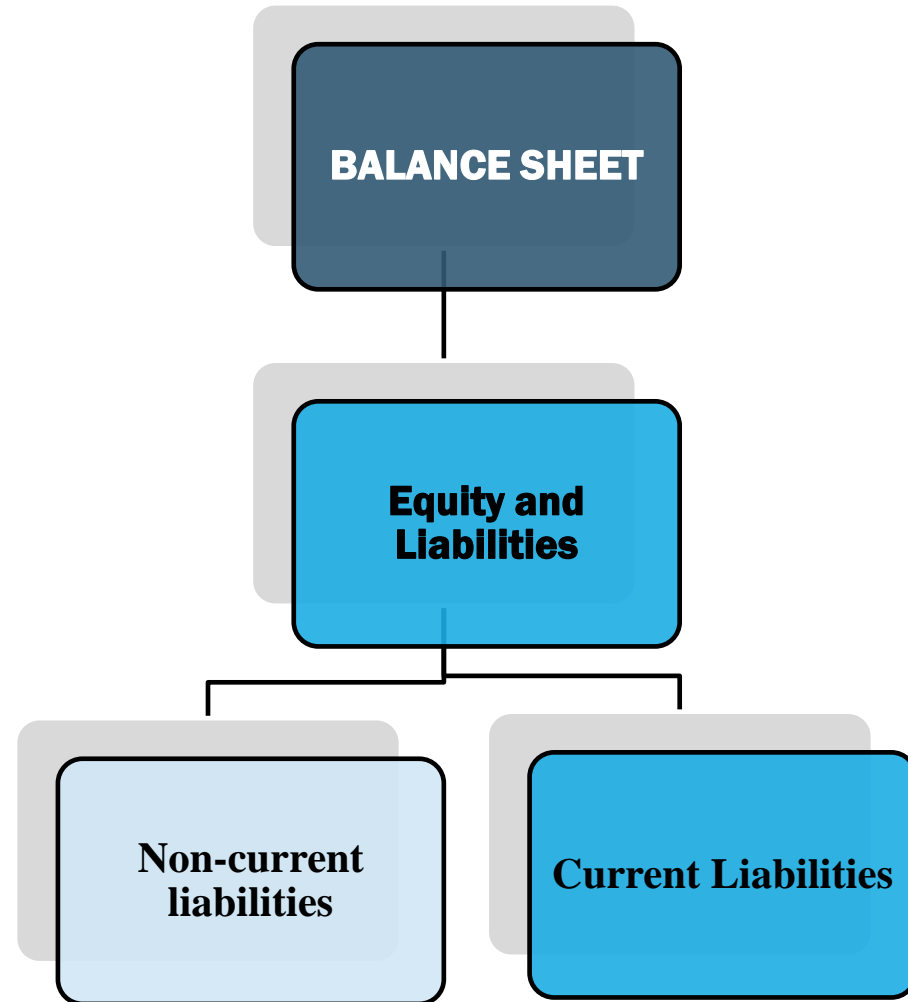 BALANCE SHEET
Equity and
Liabilities
Non-current
liabilities
Current Liabilities